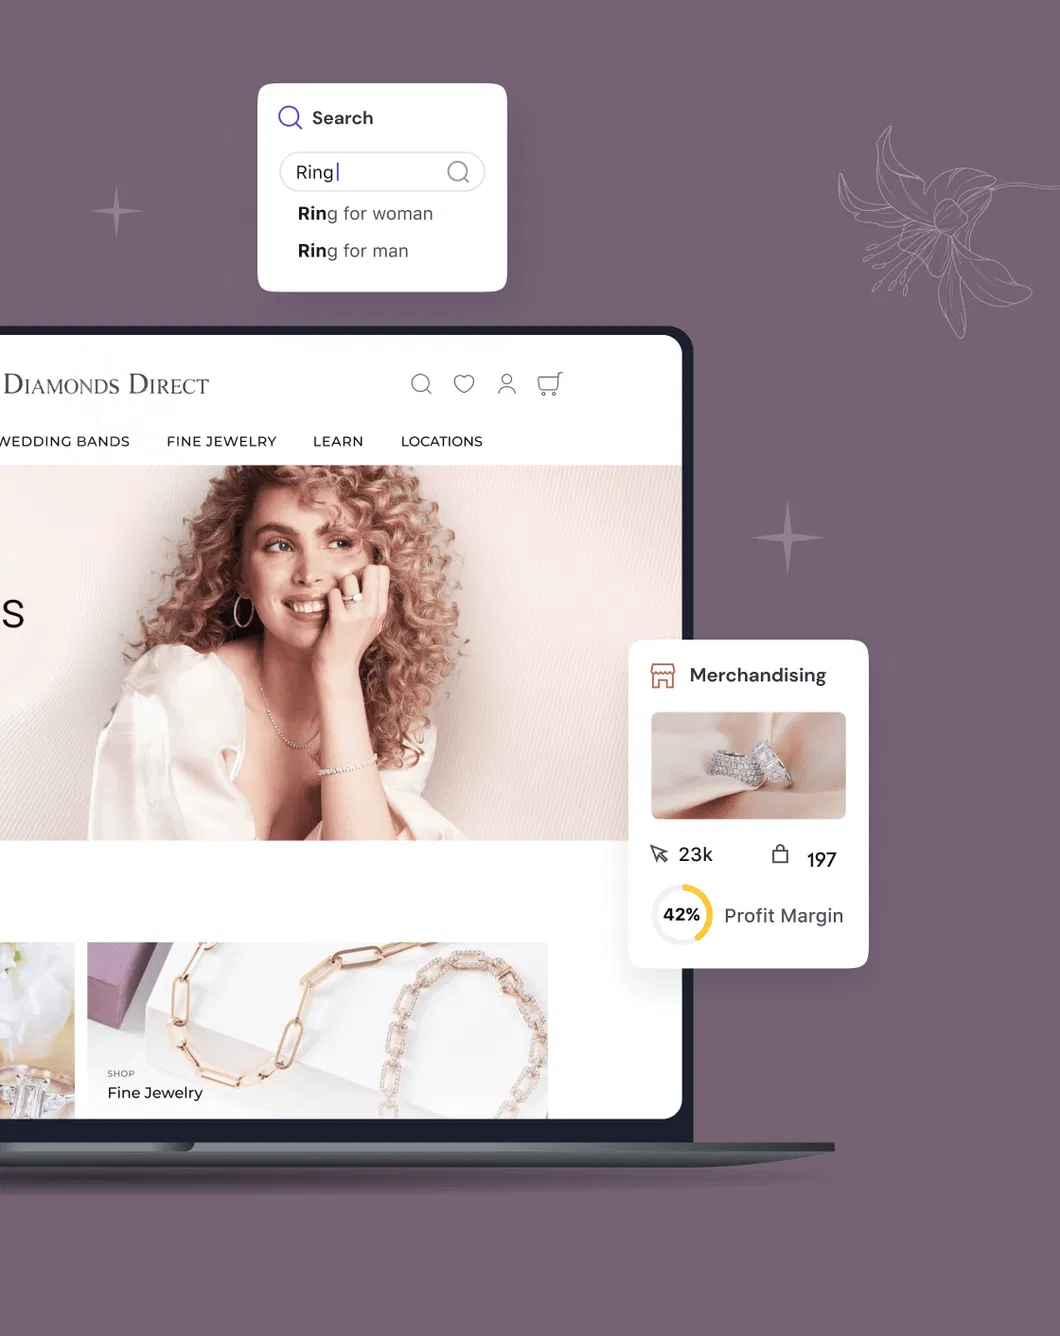 Search
Ring
Ring for woman
Ring for man
DIAMONDS DIRECT
WEDDING BANDS FINE JEWELRY LEARN LOCATIONS
S
Merchandising
23k 197
42% Profit Margin
SHOP
Fine Jewelry